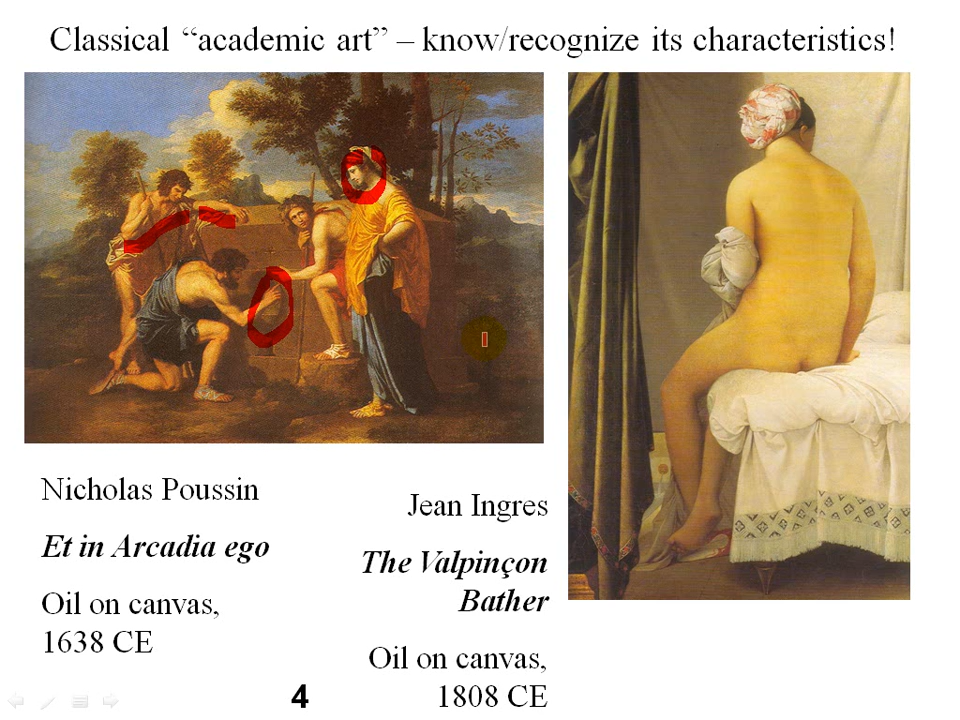 Classical “academic art” – know/recognize its characteristics!
Nicholas Poussin
Et in Arcadia ego
Oil on canvas,
1638 CE
Jean Ingres
The Valpinçon
Bather
Oil on canvas,
1808 CE
4